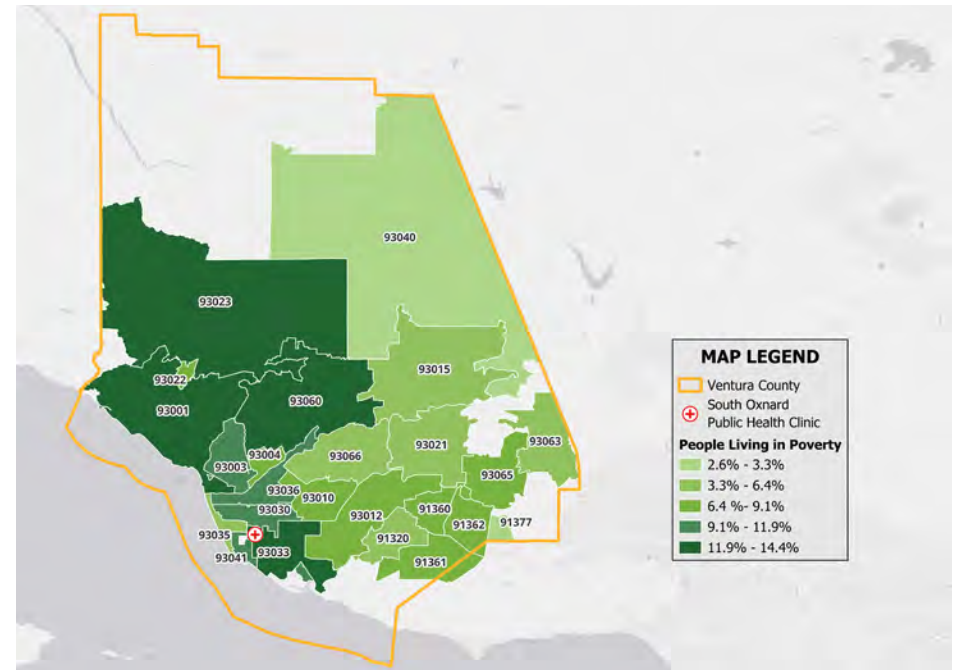 93040
93023
93015
93022
93001
93060
93004
93003
93066
93021
93063
93065
93036
93010
93030
93012
91360
91362
91377
93035
93033
91320
93041
91361
MAP LEGEND
Ventura County
South Oxnard
Public Health Clinic
People Living in Poverty
2.6% - 3.3%
3.3% - 6.4%
6.4 %- 9.1%
9.1% - 11.9%
11.9% - 14.4%